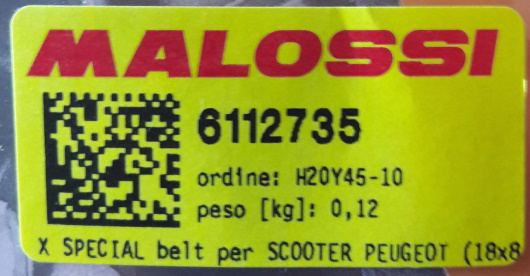 MALOSSI
6112735
ordine: H20Y45-10
peso [kg]: 0,12
X SPECIAL belt per SCOOTER PEUGEOT (18x8